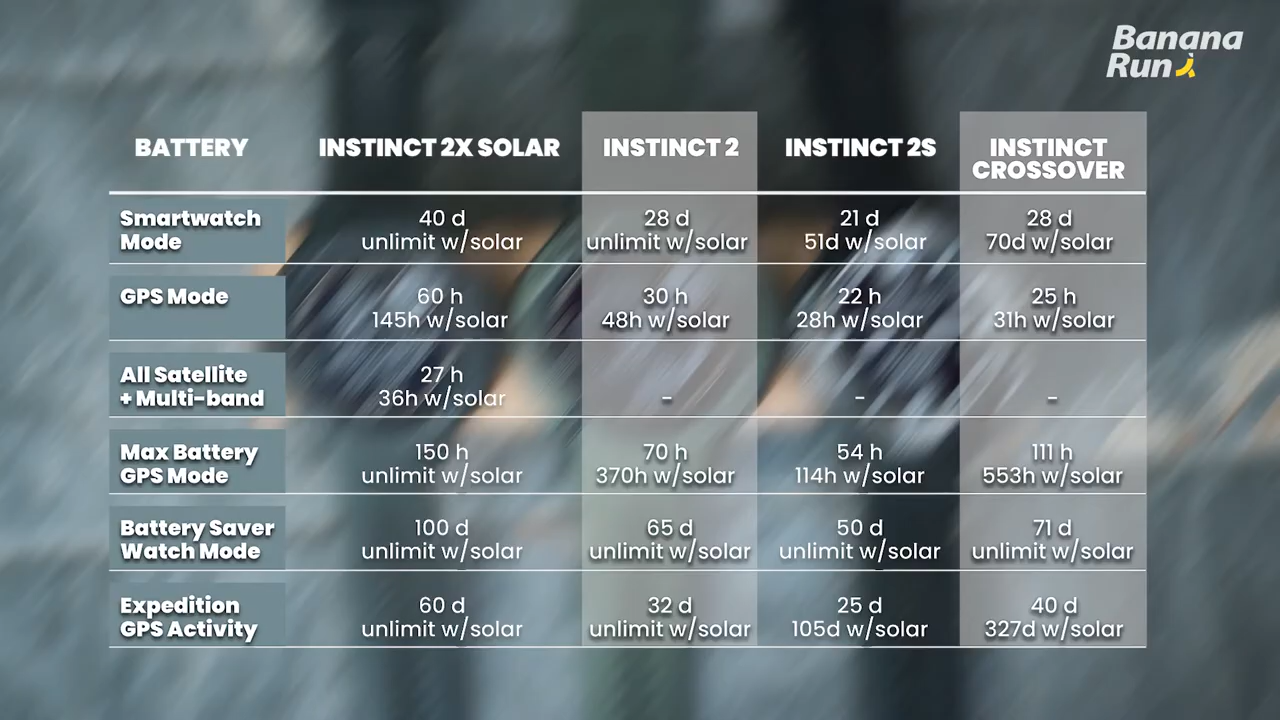 Banana
Run
BATTERY
INSTINCT 2X SOLAR
INSTINCT 2
INSTINCT 2S
INSTINCT
CROSSOVER
Smartwatch
Mode
40 d
unlimit w/solar
28 d
unlimit w/solar
21 d
51d w/solar
28 d
70d w/solar
GPS Mode
60 h
145h w/solar
30 h
48h w/solar
22 h
28h w/solar
25 h
31h w/solar
All Satellite
+ Multi-band
27 h
36h w/solar
-
-
-
Max Battery
GPS Mode
150 h
unlimit w/solar
70 h
370h w/solar
54 h
114h w/solar
111 h
553h w/solar
Battery Saver
Watch Mode
100 d
unlimit w/solar
65 d
unlimit w/solar
50 d
unlimit w/solar
71 d
unlimit w/solar
Expedition
GPS Activity
60 d
unlimit w/solar
32 d
unlimit w/solar
25 d
105d w/solar
40 d
327d w/solar